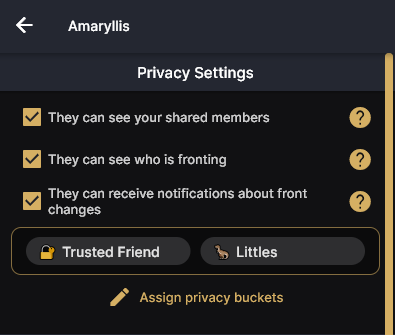 Amaryllis
Privacy Settings
They can see your shared members
?
They can see who is fronting
?
They can receive notifications about front
changes
?
Trusted Friend
Littles
Assign privacy buckets